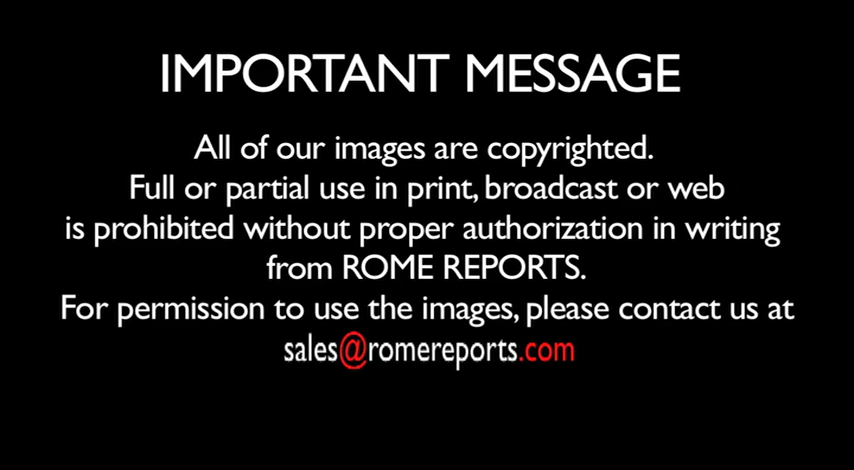 IMPORTANT MESSAGE
All of our images are copyrighted.
Full or partial use in print, broadcast or web
is prohibited without proper authorization in writing
from ROME REPORTS.
For permission to use the images, please contact us at
sales@romereports.com